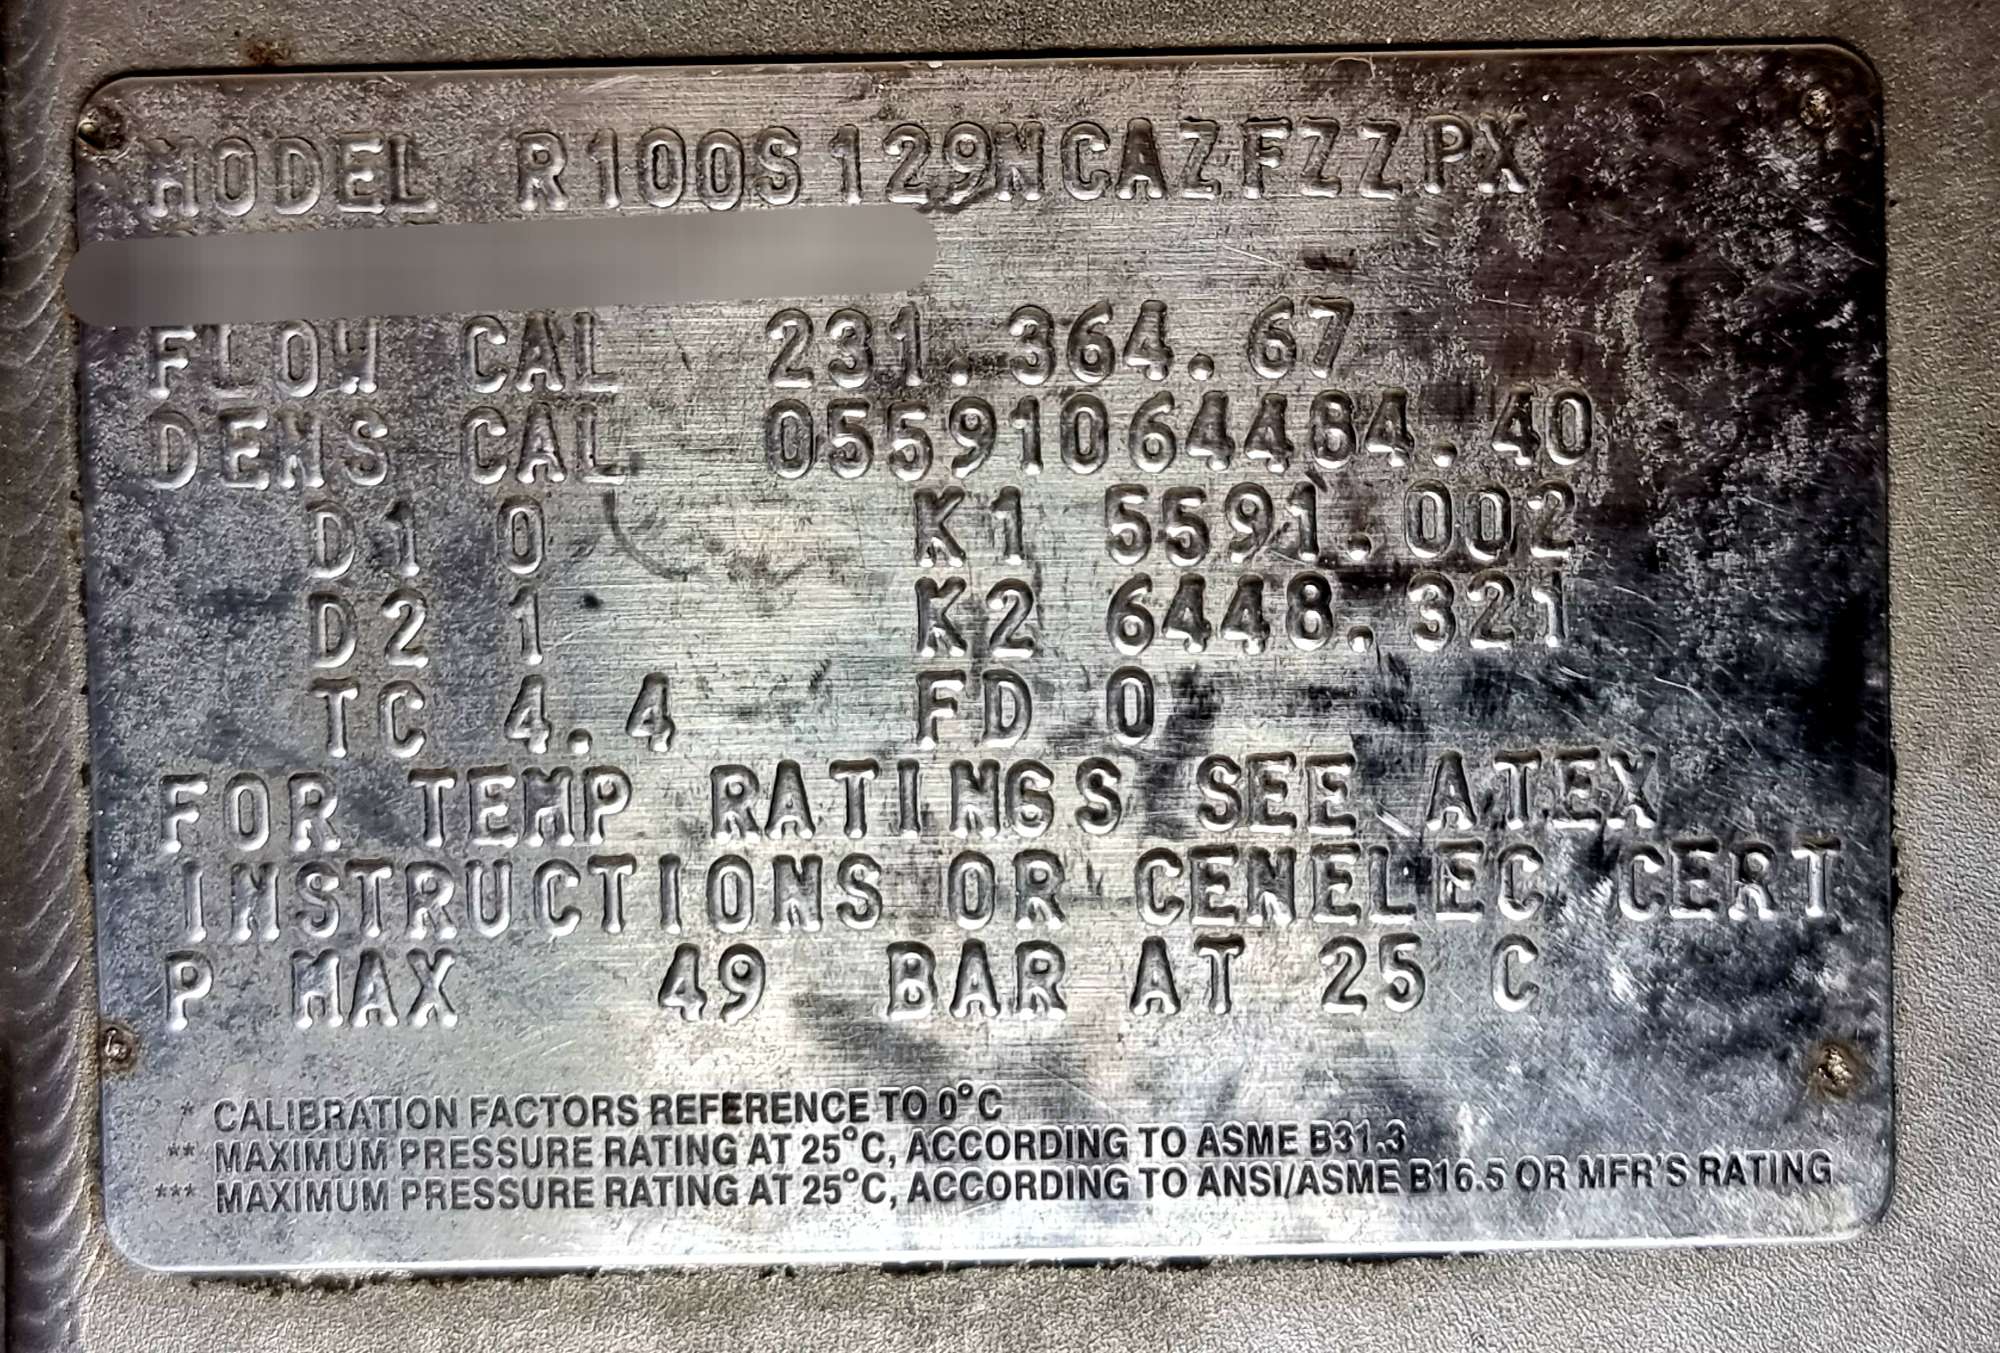 MODEL R100S129NCAZFZZPX
FLOW CAL 231.364.67
DENS CAL 05591064484.40
D1 0 K1 5591.002
D2 1 K2 6448.321
TC 4.4 FD 0
FOR TEMP RATINGS SEE ATEX
INSTRUCTIONS OR CENELEC CERT
P MAX 49 BAR AT 25 C
* CALIBRATION FACTORS REFERENCE TO 0°C
** MAXIMUM PRESSURE RATING AT 25°C, ACCORDING TO ASME B31.3
*** MAXIMUM PRESSURE RATING AT 25°C, ACCORDING TO ANSI/ASME B16.5 OR MFR'S RATING